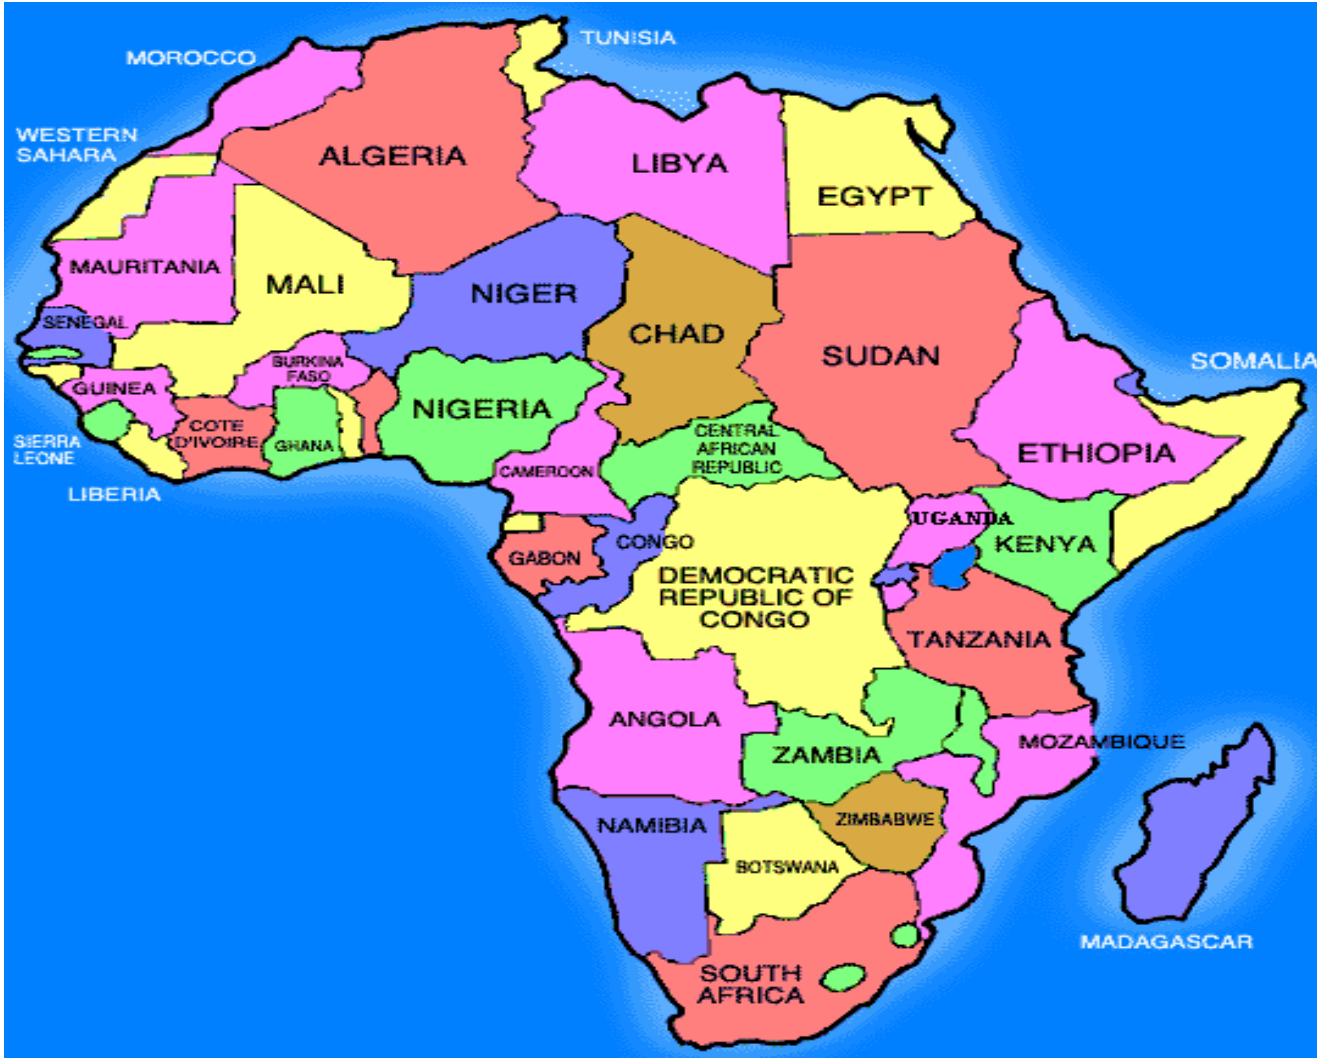 TUNISIA
MOROCCO
WESTERN
SAHARA
ALGERIA
LIBYA
EGYPT
MAURITANIA
MALI
NIGER
CHAD
SUDAN
SENEGAL
SOMALIA
BURKINA
FASO
GUINEA
NIGERIA
COTE
D'IVOIRE
GHANA
CENTRAL
AFRICAN
REPUBLIC
ETHIOPIA
SIERRA
LEONE
LIBERIA
CAMEROON
UGANDA
KENYA
CONGO
GABON
DEMOCRATIC
REPUBLIC OF
CONGO
TANZANIA
ANGOLA
ZAMBIA
MOZAMBIQUE
NAMIBIA
ZIMBABWE
BOTSWANA
MADAGASCAR
SOUTH
AFRICA